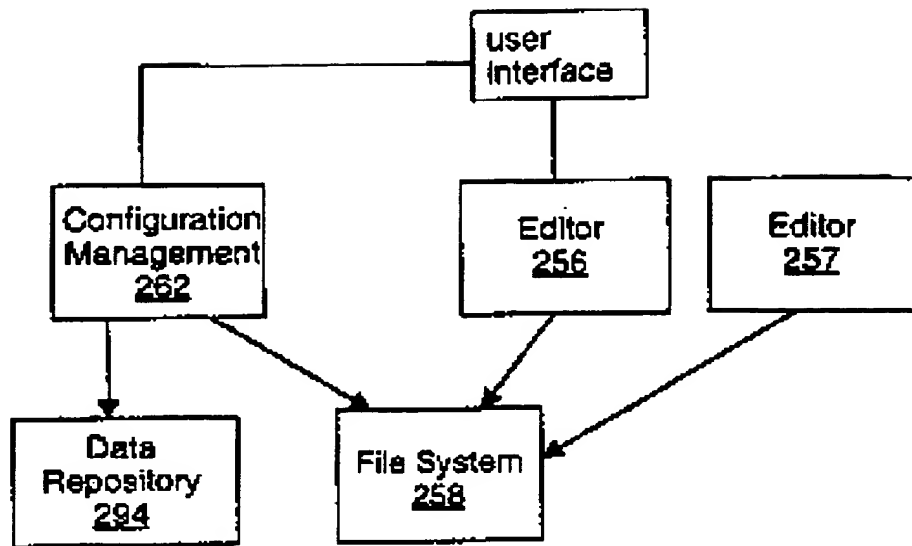 user
Interface
Configuration
Management
262
Editor
256
Editor
257
Data
Repository
294
File System
258